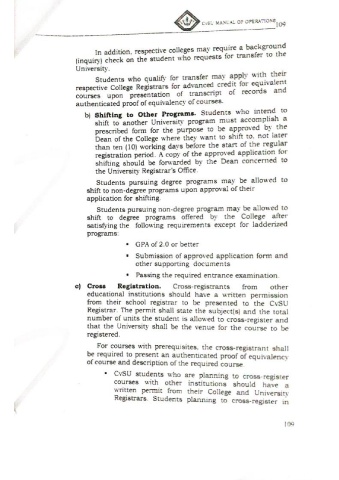 CvSU MANUAL OF OPERATIONS 109
In addition, respective colleges may require a background
(inquiry) check on the student who requests for transfer to the
University.
Students who qualify for transfer may apply with their
respective College Registrars for advanced credit for equivalent
courses upon presentation of transcript of records and
authenticated proof of equivalency of courses.
b) Shifting to Other Programs. Students who intend to
shift to another University program must accomplish a
prescribed form for the purpose to be approved by the
Dean of the College where they want to shift to, not later
than ten (10) working days before the start of the regular
registration period. A copy of the approved application for
shifting should be forwarded by the Dean concerned to
the University Registrar's Office.
Students pursuing degree programs may be allowed to
shift to non-degree programs upon approval of their
application for shifting.
Students pursuing non-degree program may be allowed to
shift to degree programs offered by the College after
satisfying the following requirements except for ladderized
programs:
• GPA of 2.0 or better
• Submission of approved application form and
other supporting documents
• Passing the required entrance examination.
c) Cross Registration. Cross-registrants from other
educational institutions should have a written permission
from their school registrar to be presented to the CvSU
Registrar. The permit shall state the subject(s) and the total
number of units the student is allowed to cross-register and
that the University shall be the venue for the course to be
registered.
For courses with prerequisites, the cross-registrant shall
be required to present an authenticated proof of equivalency
of course and description of the required course.
• CvSU students who are planning to cross-register
courses with other institutions should have a
written permit from their College and University
Registrars. Students planning to cross-register in
109